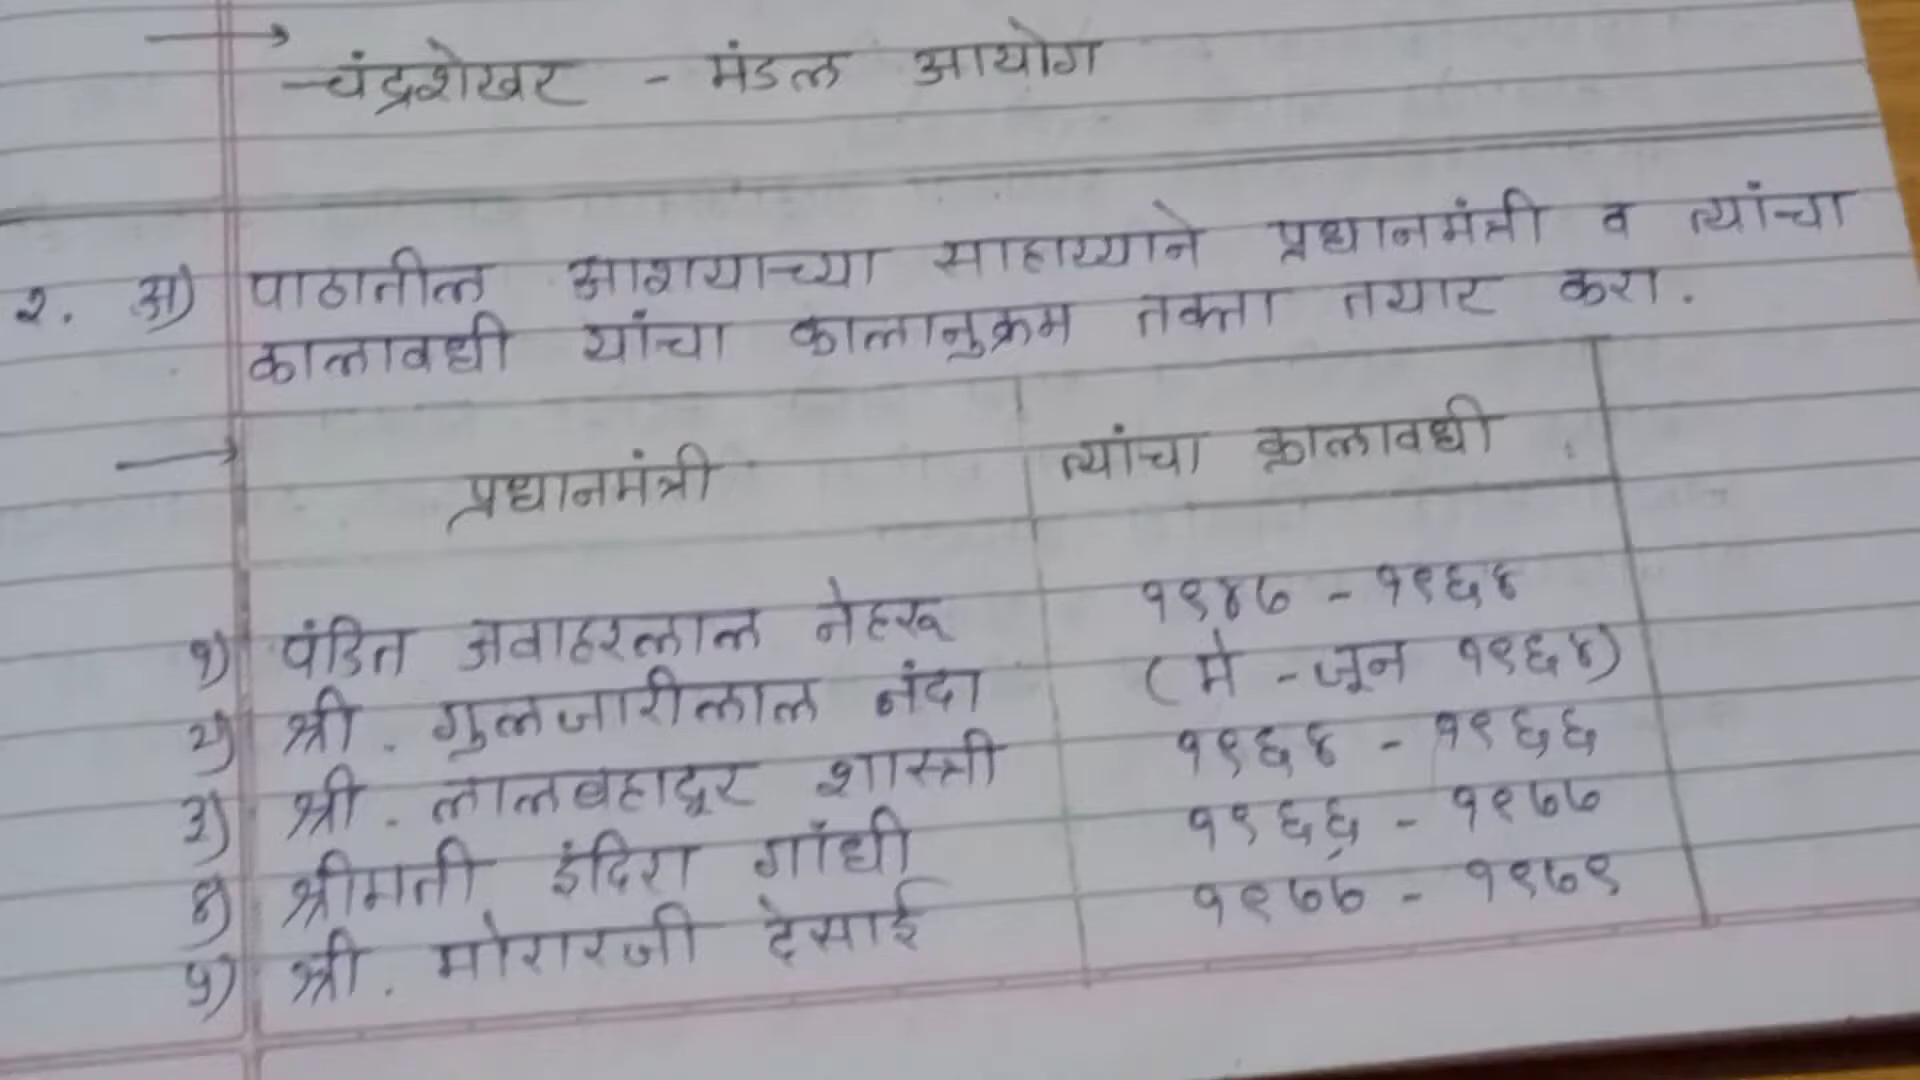 → चंद्रशेखर - मंडल आयोग
२. अ) पाठातील आशयाच्या साहाय्याने प्रधानमंत्री व त्यांचा
कालावधी यांचा कालानुक्रम तक्ता तयार करा.
→ प्रधानमंत्री त्यांचा कालावधी
१) पंडित जवाहरलाल नेहरू १९४७ - १९६४
२) श्री. गुलजारीलाल नंदा (मे - जून १९६४)
३) श्री. लालबहादूर शास्त्री १९६४ - १९६६
४) श्रीमती इंदिरा गांधी १९६६ - १९७७
५) श्री. मोरारजी देसाई १९७७ - १९७९